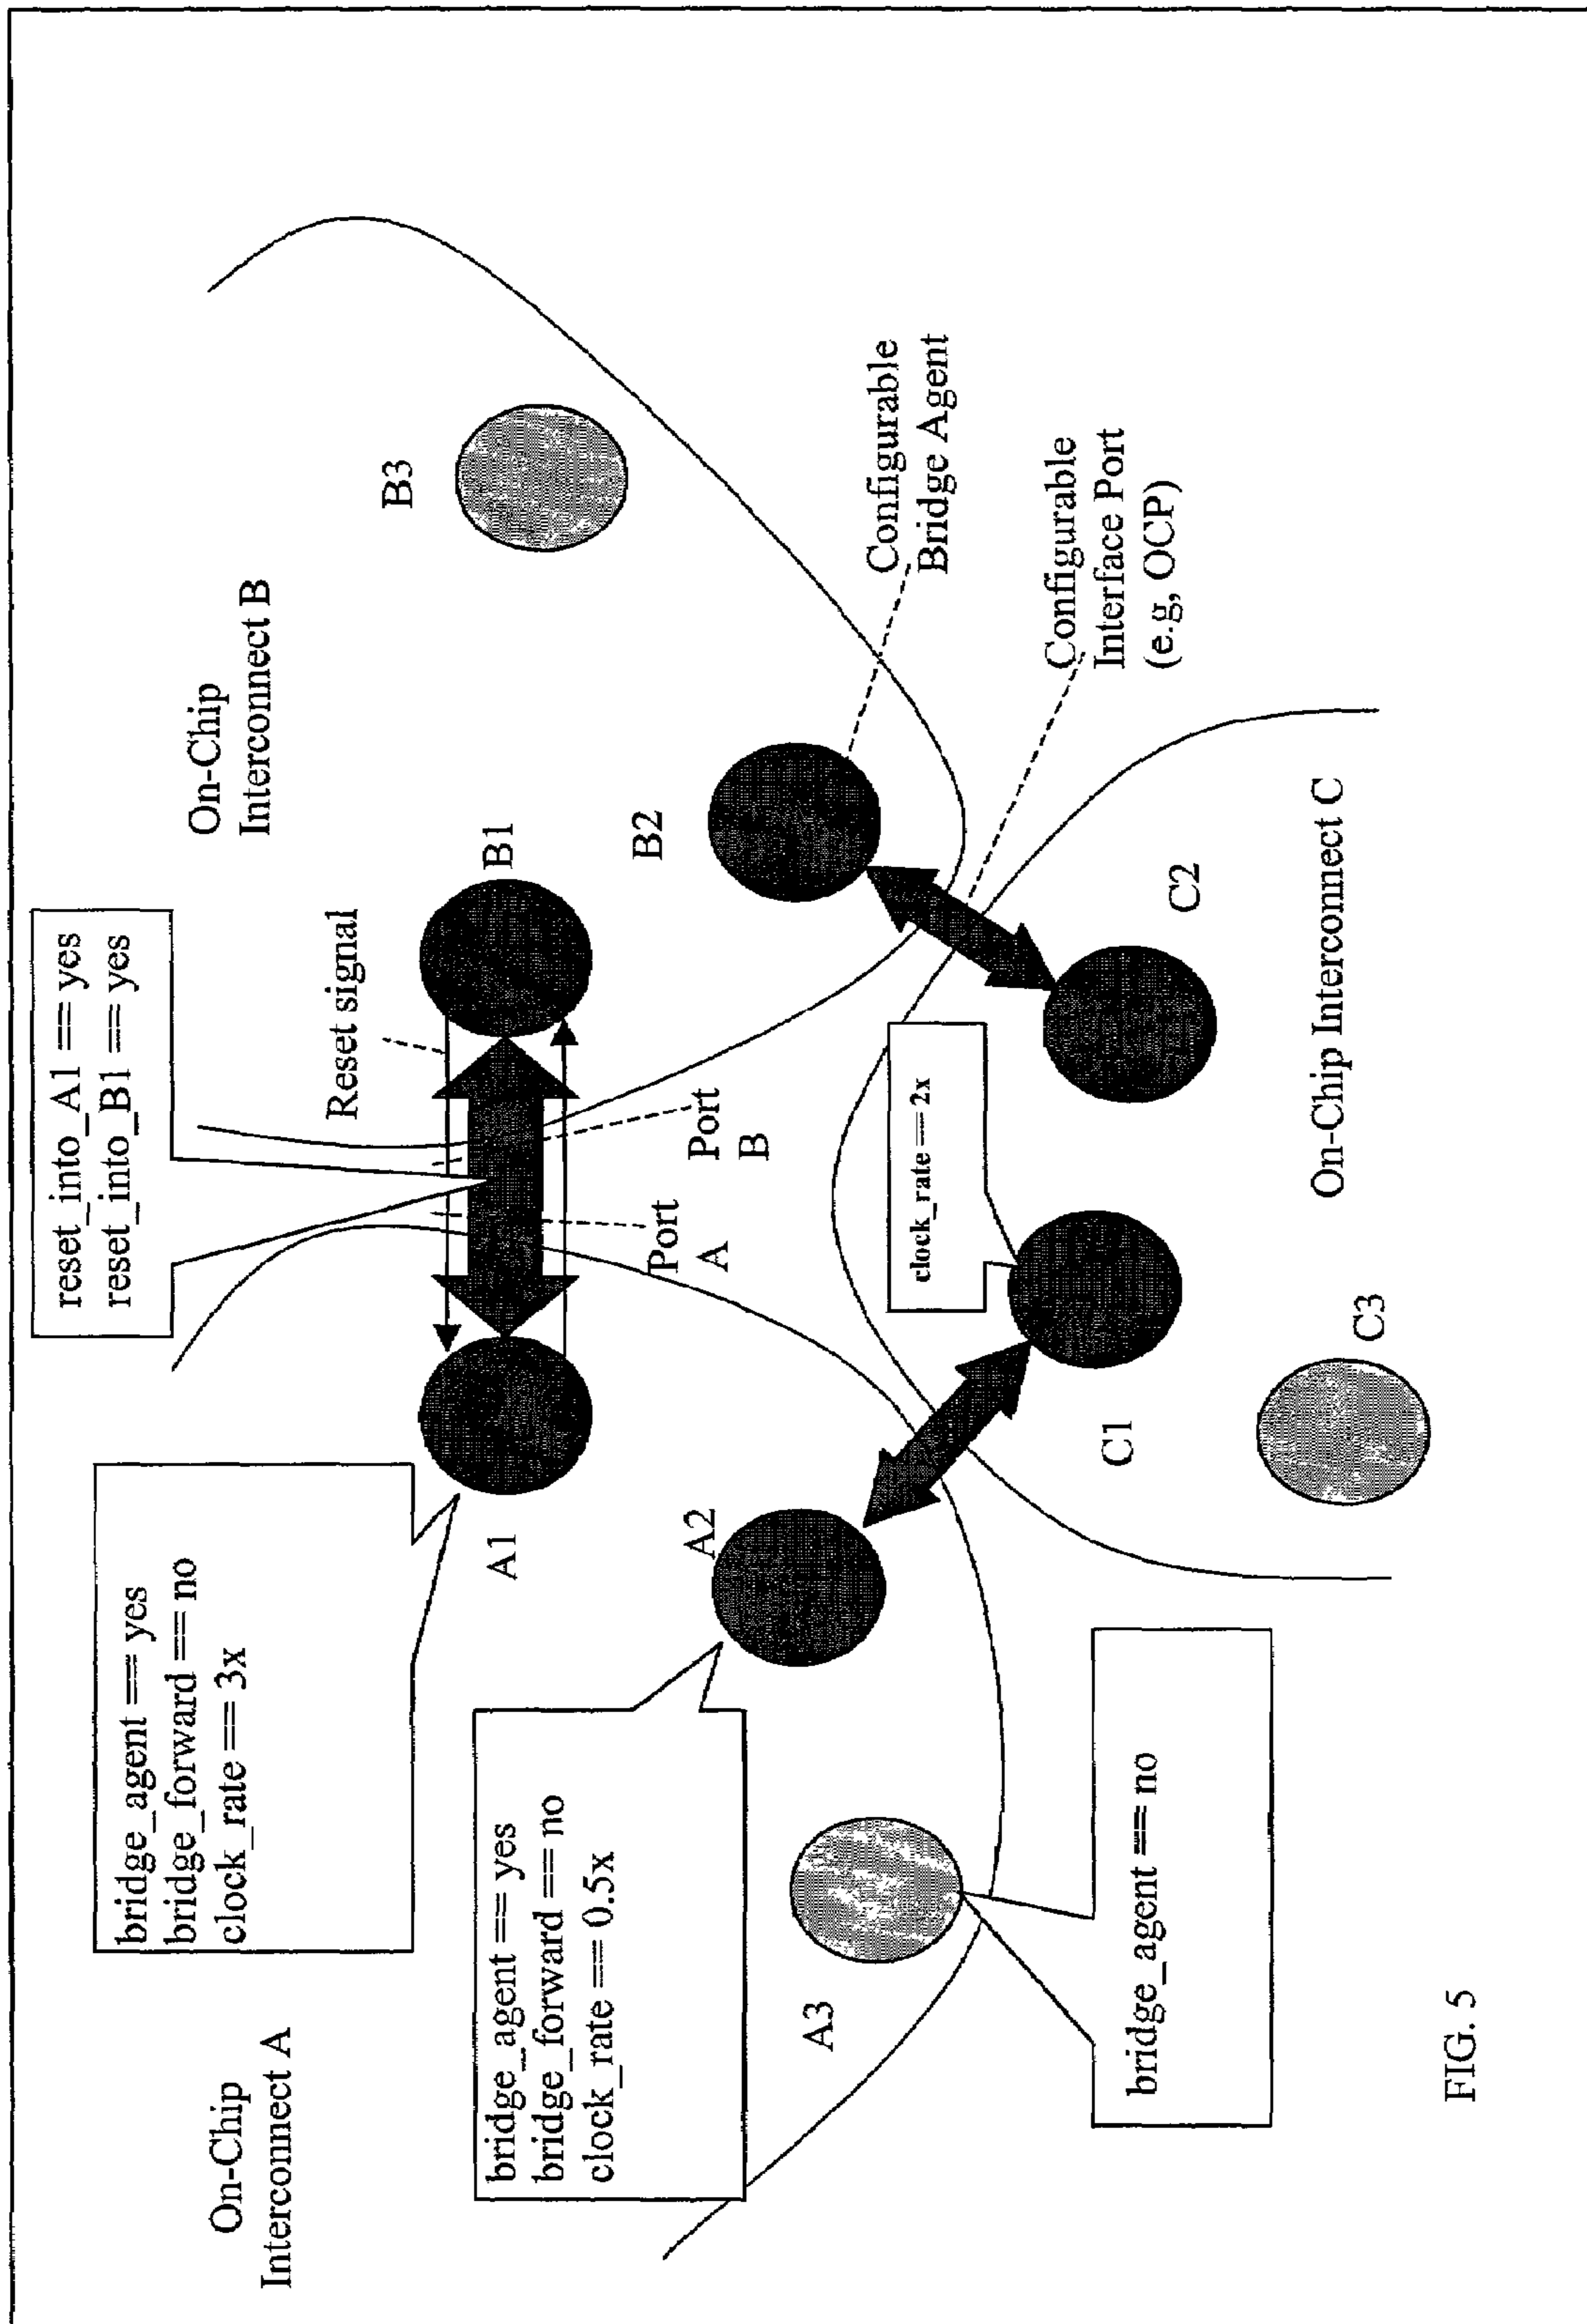 On-Chip
Interconnect A
bridge_agent == yes
bridge_forward == no
clock_rate == 3x
reset_into_A1 == yes
reset_into_B1 == yes
On-Chip
Interconnect B
Reset signal
A1
B1
B3
bridge_agent == yes
bridge_forward == no
clock_rate == 0.5x
A2
Port
A
Port
B
B2
A3
clock_rate == 2x
Configurable
Bridge Agent
C1
C2
Configurable
Interface Port
(e.g, OCP)
bridge_agent == no
C3
On-Chip Interconnect C
FIG. 5